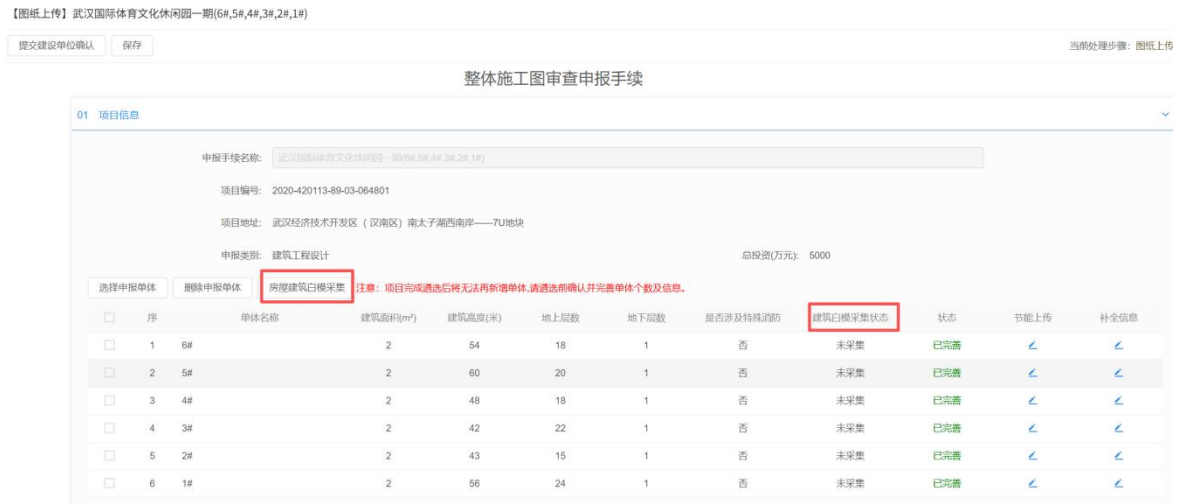 【图纸上传】武汉国际体育文化休闲园一期(6#,5#,4#,3#,2#,1#)
提交建设单位确认 保存 当前处理步骤：图纸上传
整体施工图审查申报手续
01 项目信息
申报手续名称: 武汉国际体育文化休闲园一期(6#,5#,4#,3#,2#,1#)
项目编号: 2020-420113-89-03-064801
项目地址: 武汉经济技术开发区（汉南区）南太子湖西南岸——7U地块
申报类别: 建筑工程设计 总投资(万元): 5000
选择申报单体 删除申报单体 房屋建筑白模采集 注意：项目完成遴选后将无法再新增单体,请遴选前确认并完善单体个数及信息。
序 单体名称 建筑面积(m²) 建筑高度(米) 地上层数 地下层数 是否涉及特殊消防 建筑白模采集状态 状态 节能上传 补全信息
1 6# 2 54 18 1 否 未采集 已完善
2 5# 2 60 20 1 否 未采集 已完善
3 4# 2 48 18 1 否 未采集 已完善
4 3# 2 42 22 1 否 未采集 已完善
5 2# 2 43 15 1 否 未采集 已完善
6 1# 2 56 24 1 否 未采集 已完善